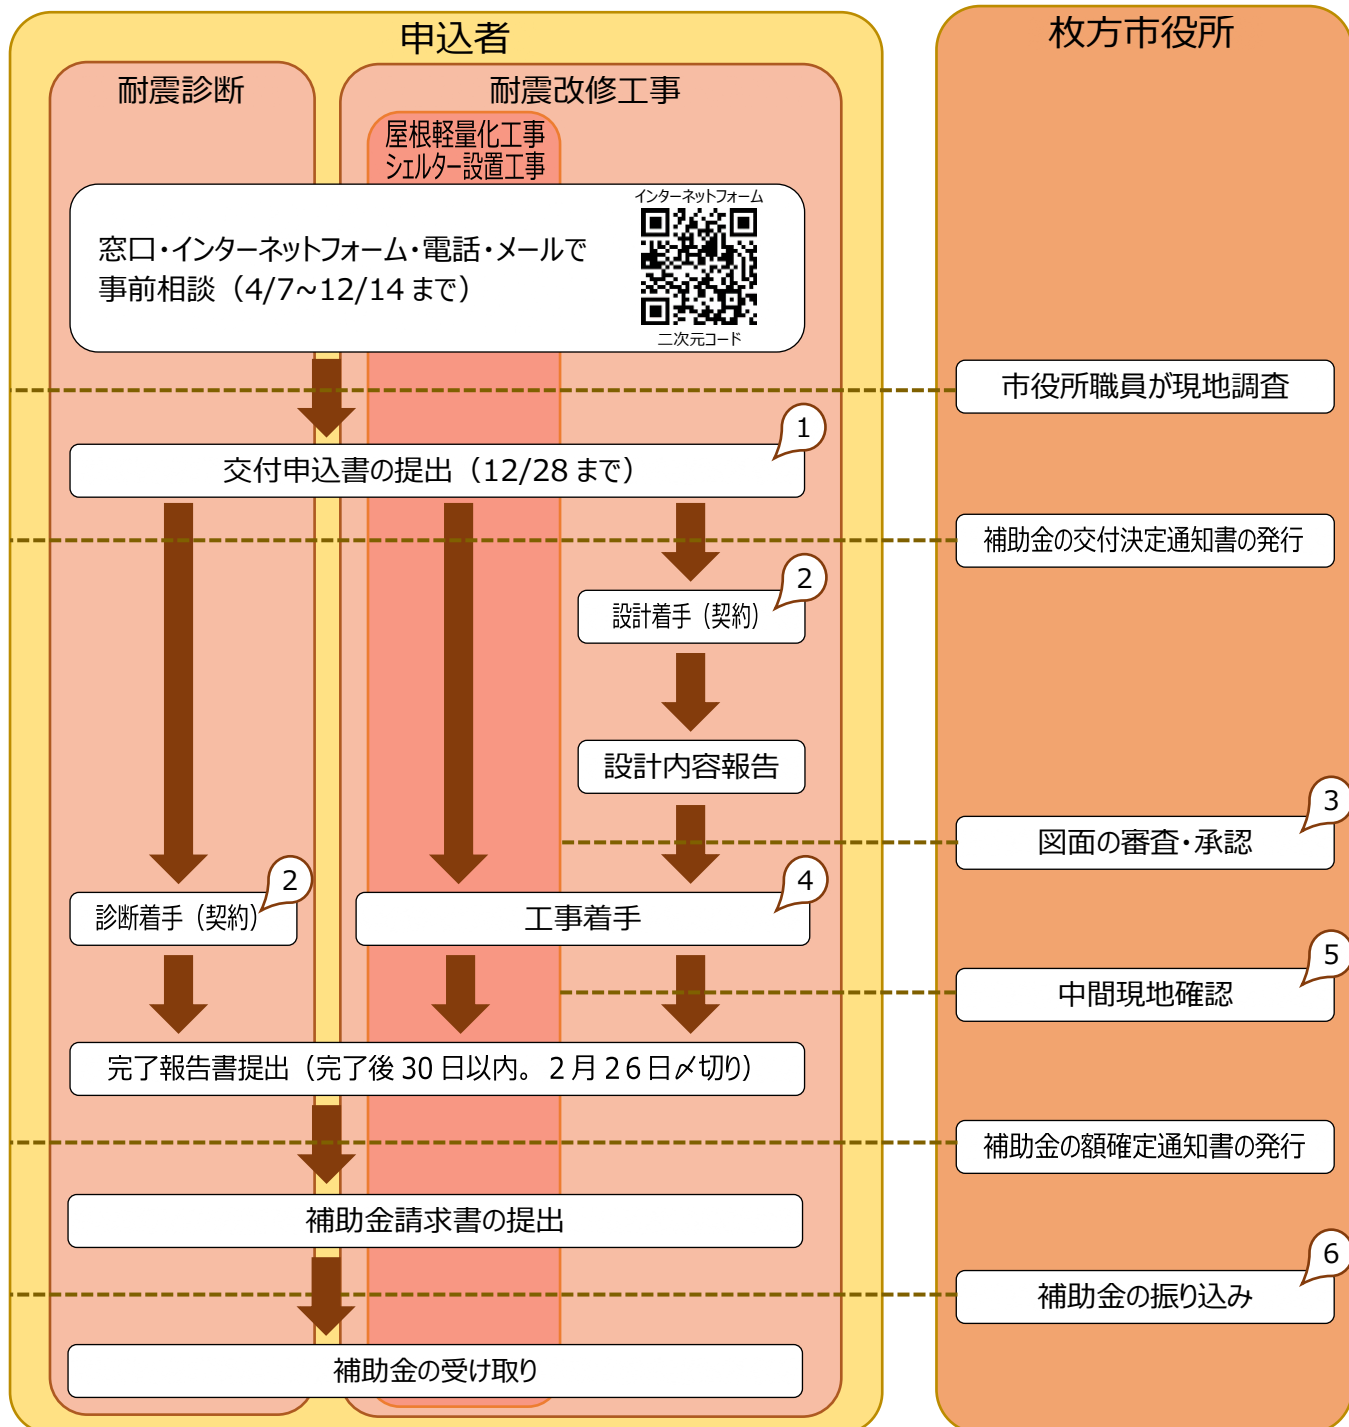 申込者
枚方市役所
耐震診断
耐震改修工事
屋根軽量化工事
シェルター設置工事
インターネットフォーム
窓口・インターネットフォーム・電話・メールで
事前相談（4/7~12/14まで）
二次元コード
市役所職員が現地調査
1
交付申込書の提出（12/28まで）
補助金の交付決定通知書の発行
2
設計着手（契約）
設計内容報告
3
図面の審査・承認
2
診断着手（契約）
4
工事着手
5
中間現地確認
完了報告書提出（完了後30日以内。2月26日〆切り）
補助金の額確定通知書の発行
補助金請求書の提出
6
補助金の振り込み
補助金の受け取り